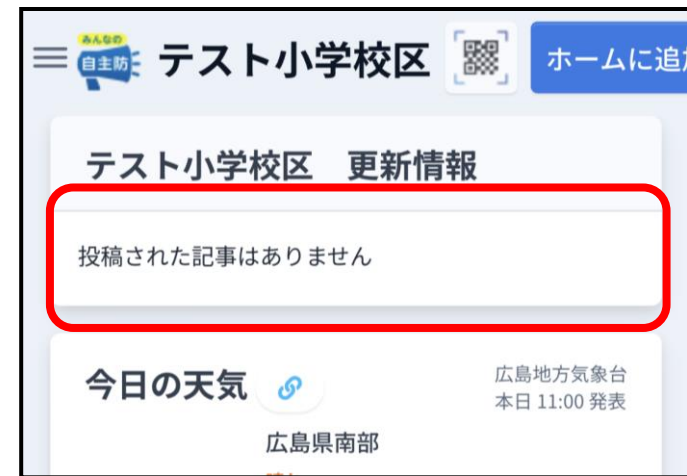 みんなの
自主防
テスト小学校区
ホームに追
テスト小学校区　更新情報
投稿された記事はありません
今日の天気
広島地方気象台
本日 11:00 発表
広島県南部